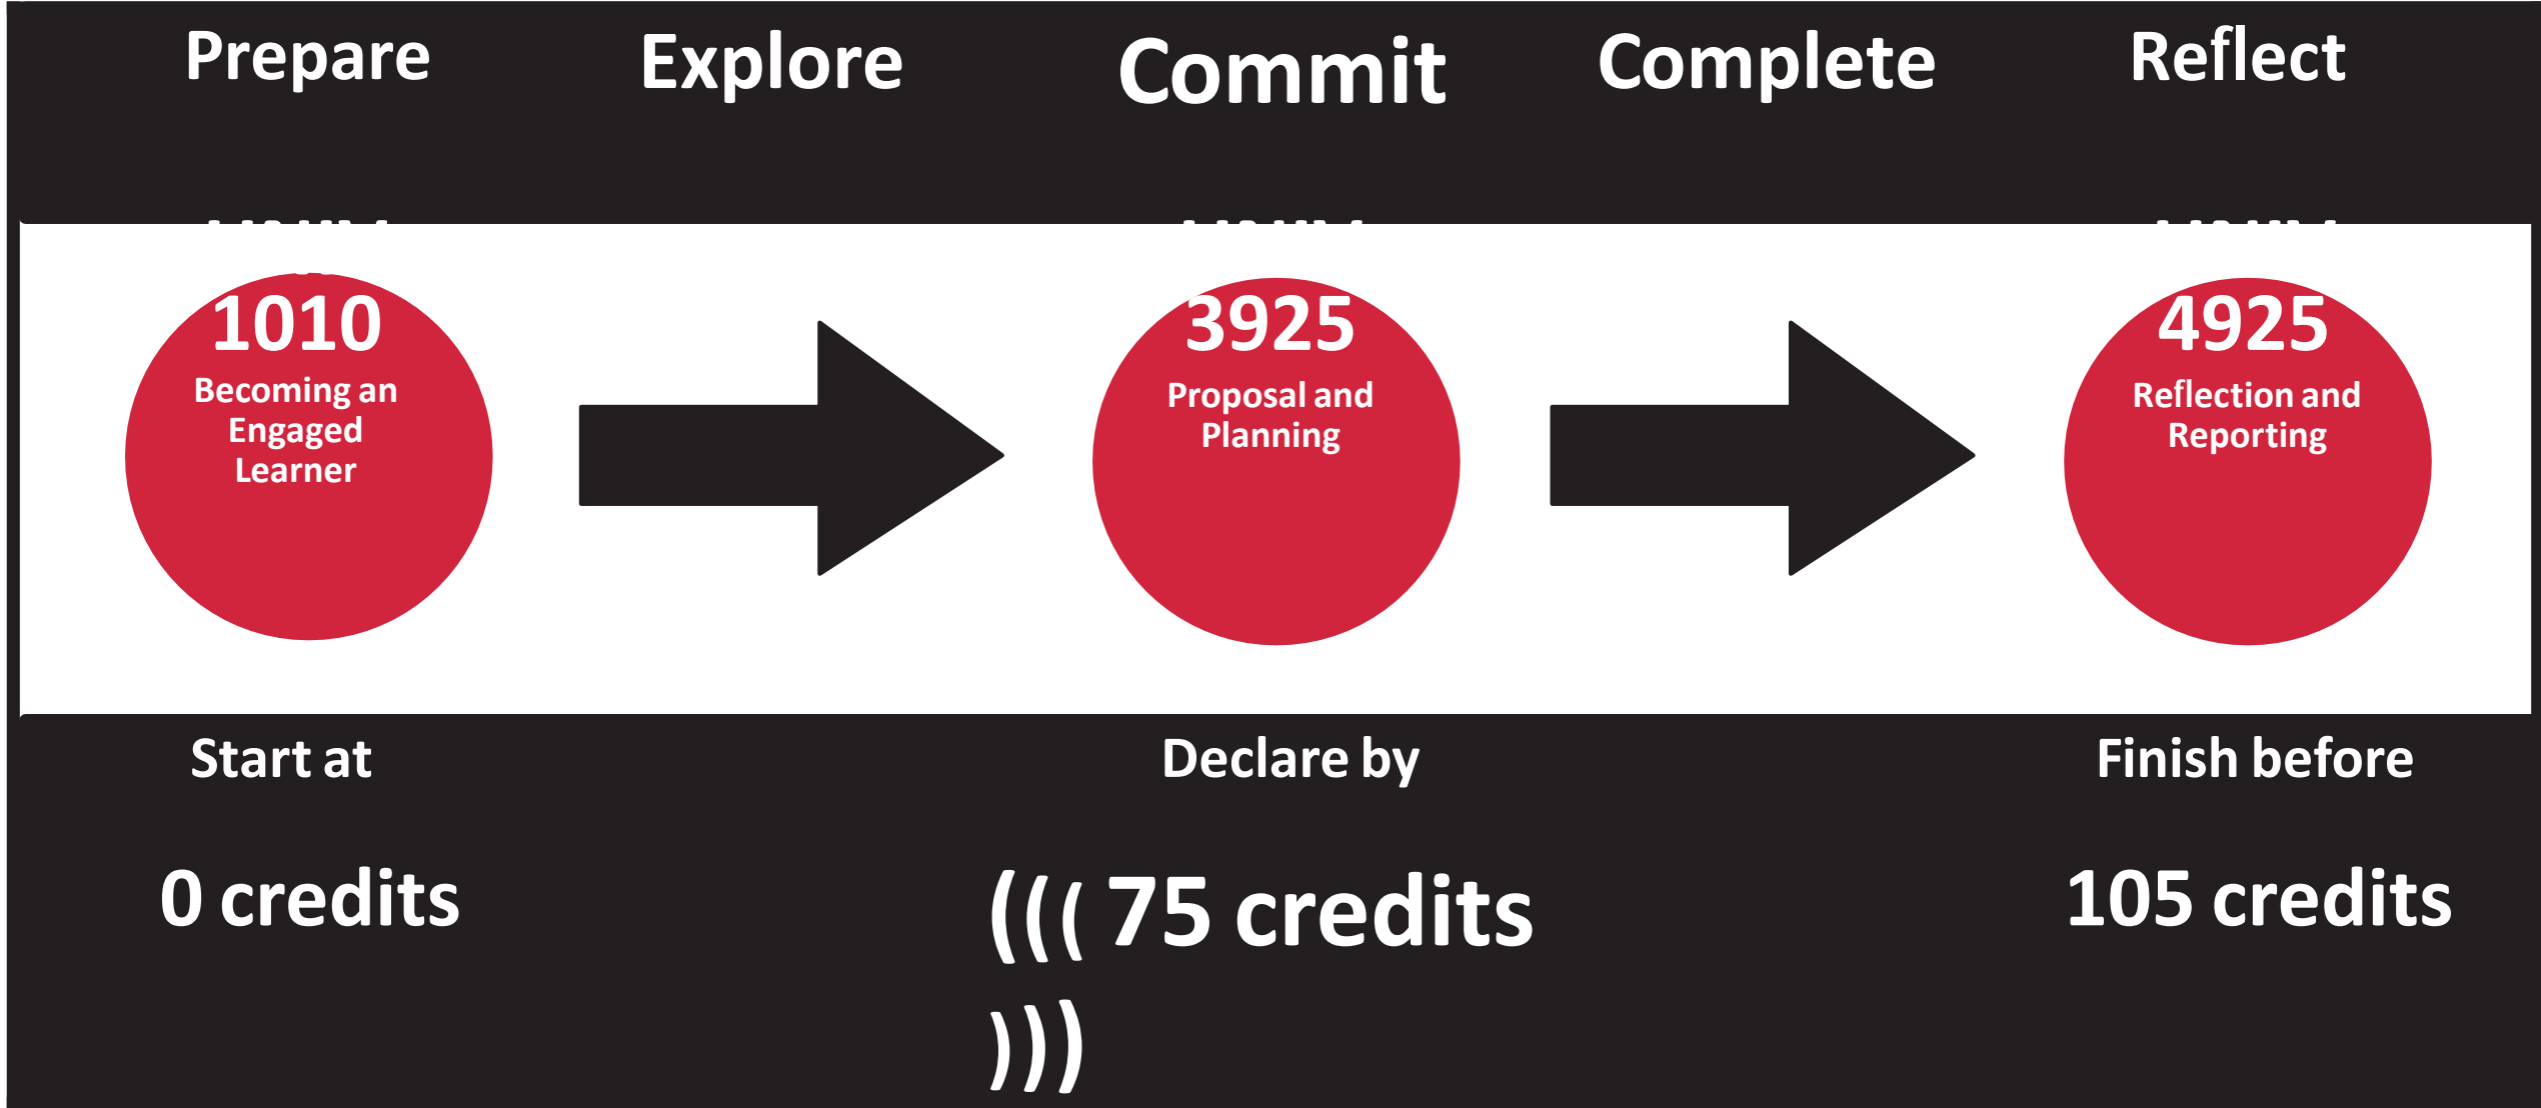 Prepare Explore Commit Complete Reflect
1010
Becoming an
Engaged
Learner
3925
Proposal and
Planning
4925
Reflection and
Reporting
Start at
0 credits
Declare by
((( 75 credits
)))
Finish before
105 credits